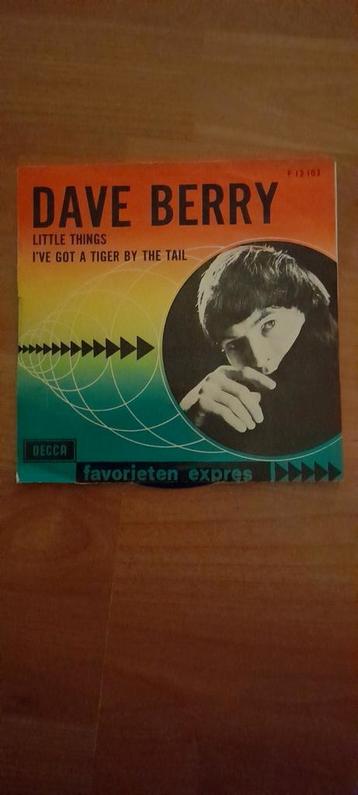 F 12 103
DAVE BERRY
LITTLE THINGS
I'VE GOT A TIGER BY THE TAIL
DECCA
favorieten expres